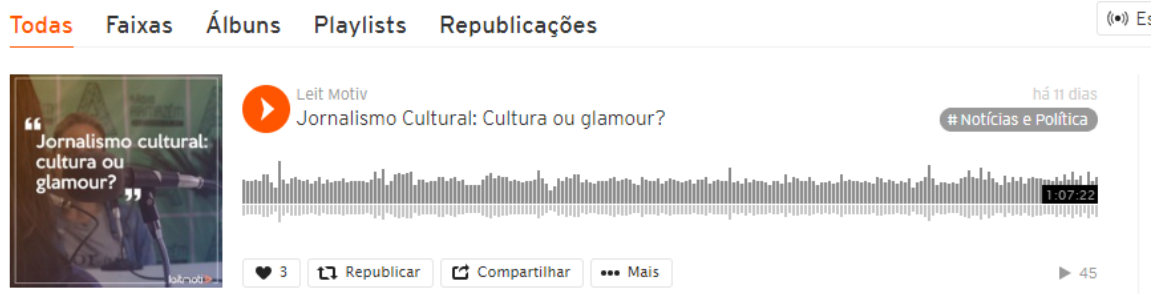 Todas Faixas Álbuns Playlists Republicações
Es
“Jornalismo cultural:
cultura ou
glamour? ”
leitmotiv
Leit Motiv
há 11 dias
Jornalismo Cultural: Cultura ou glamour?
# Notícias e Política
1:07:22
3 Republicar Compartilhar Mais
45